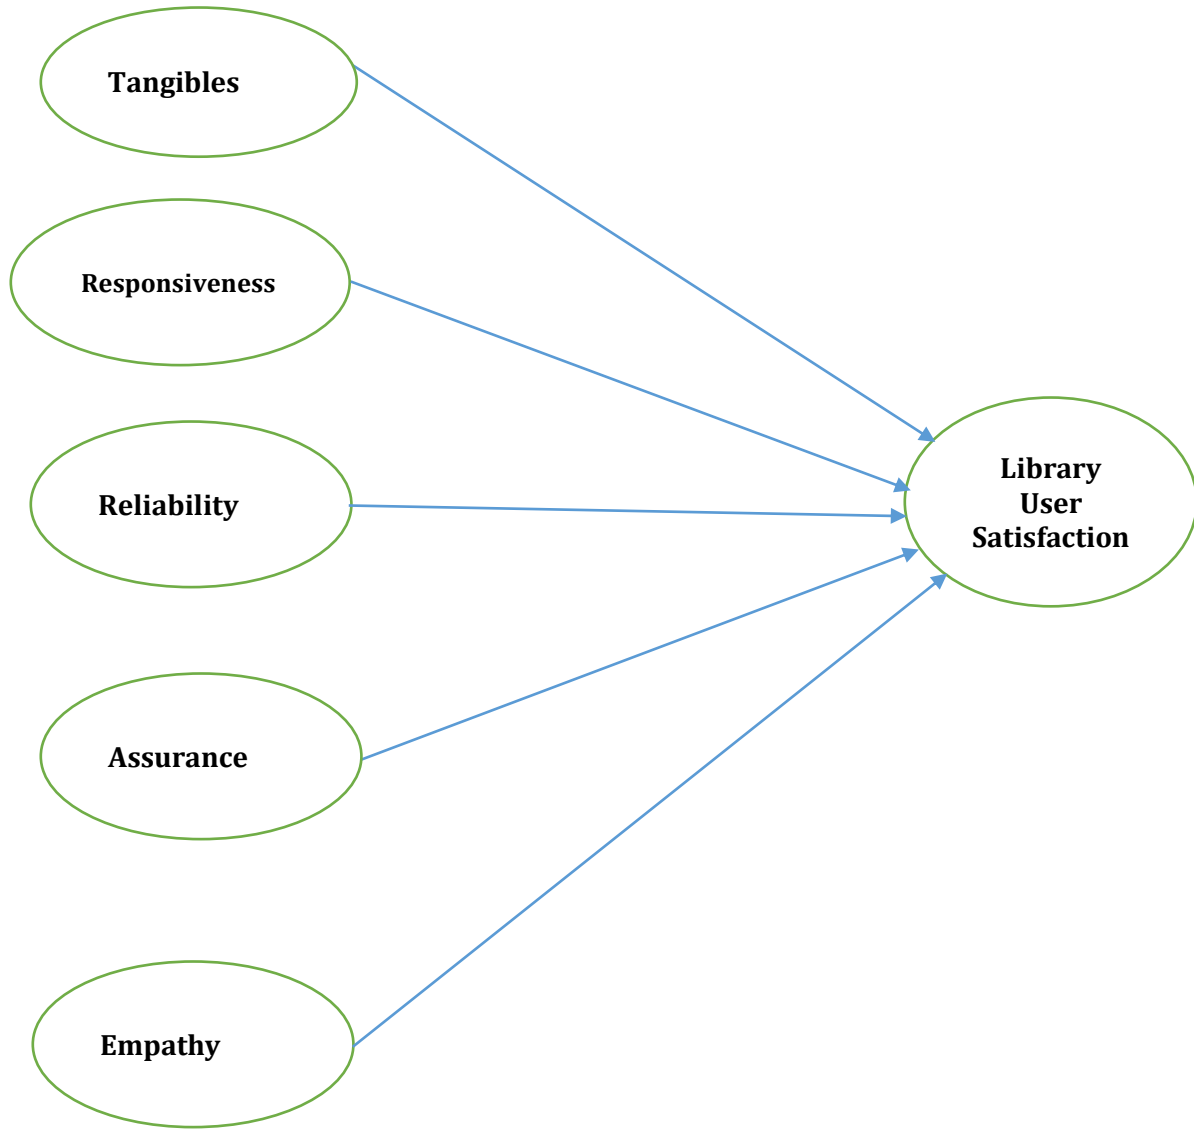 Tangibles
Responsiveness
Reliability
Assurance
Empathy
Library
User
Satisfaction